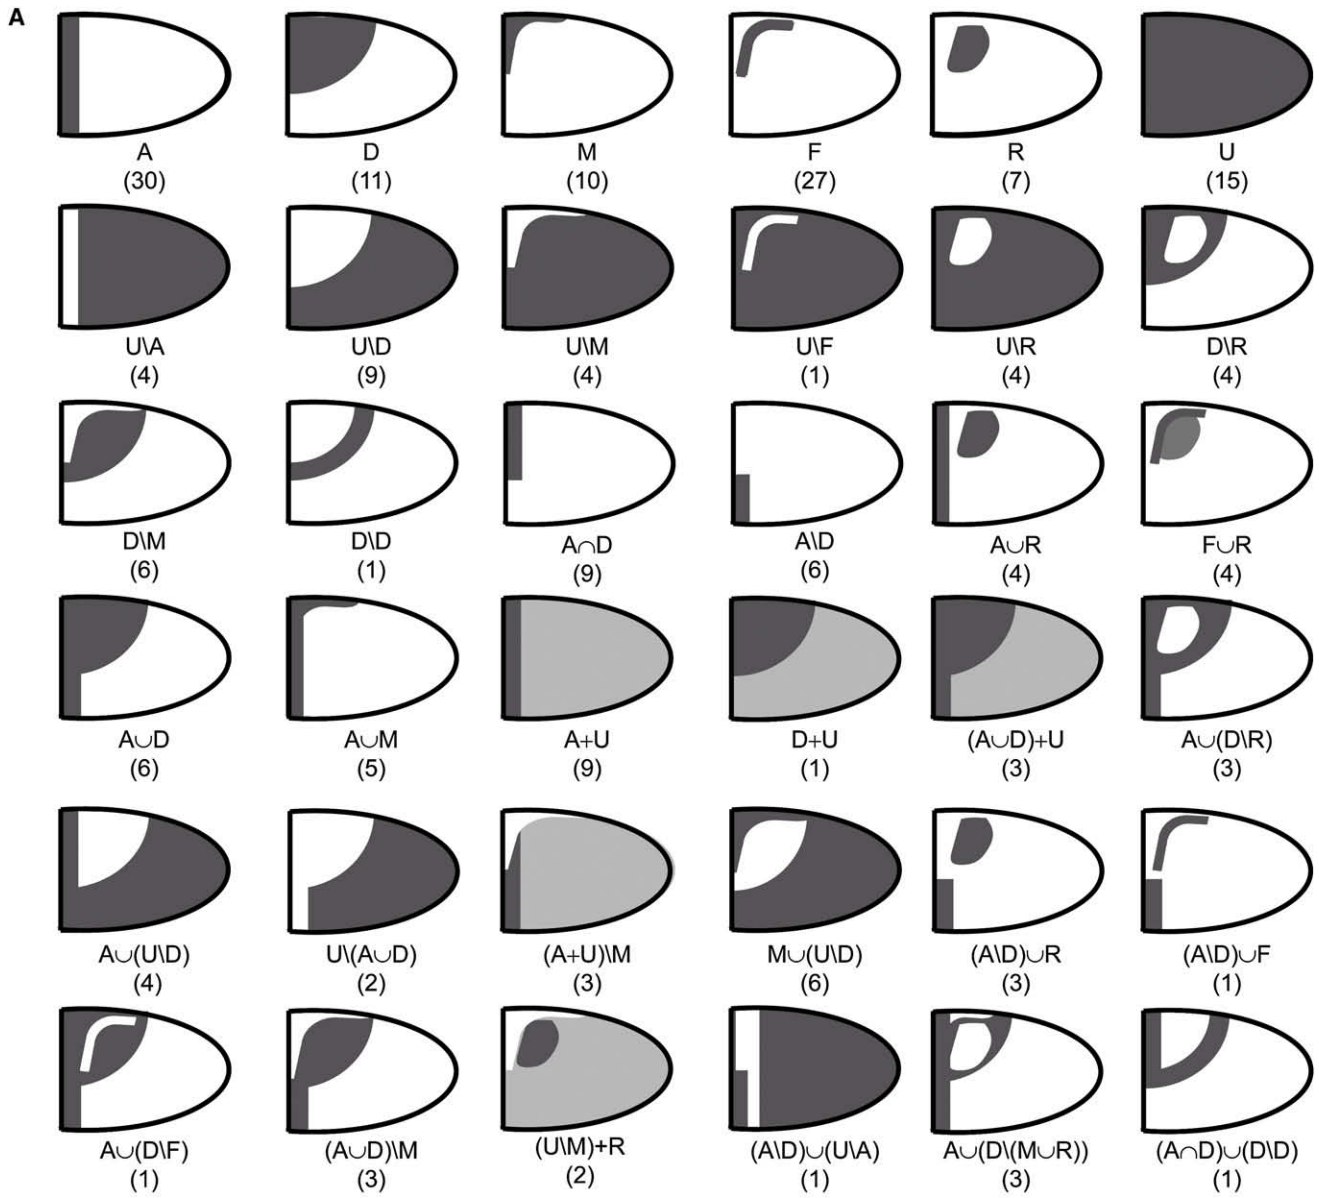 A
A D M F R U
(30) (11) (10) (27) (7) (15)
U\A U\D U\M U\F U\R D\R
(4) (9) (4) (1) (4) (4)
D\M D\D A∩D A\D A∪R F∪R
(6) (1) (9) (6) (4) (4)
A∪D A∪M A+U D+U (A∪D)+U A∪(D\R)
(6) (5) (9) (1) (3) (3)
A∪(U\D) U\(A∪D) (A+U)\M M∪(U\D) (A\D)∪R (A\D)∪F
(4) (2) (3) (6) (3) (1)
A∪(D\F) (A∪D)\M (U\M)+R (A\D)∪(U\A) A∪(D\(M∪R)) (A∩D)∪(D\D)
(1) (3) (2) (1) (3) (1)